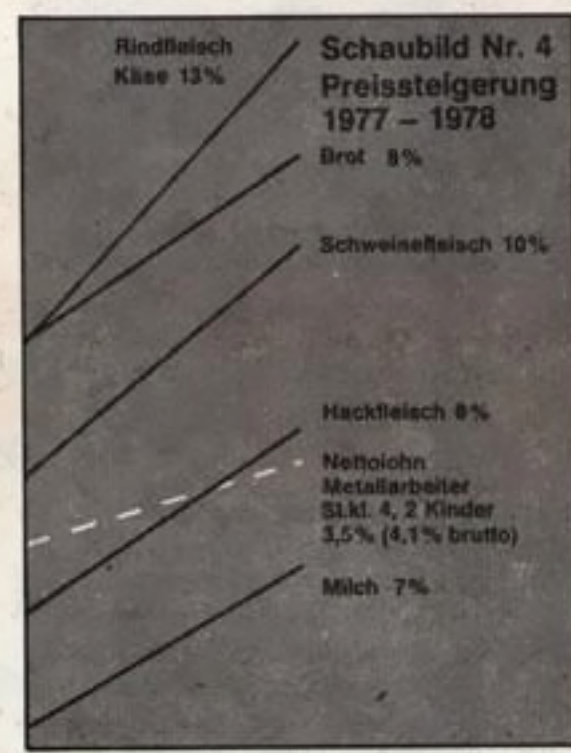 Rindfleisch
Käse 13%
Schaubild Nr. 4
Preissteigerung
1977 – 1978
Brot 8%
Schweinefleisch 10%
Hackfleisch 8%
Nettolohn
Metallarbeiter
St.kl. 4, 2 Kinder
3,5% (4,1% brutto)
Milch 7%